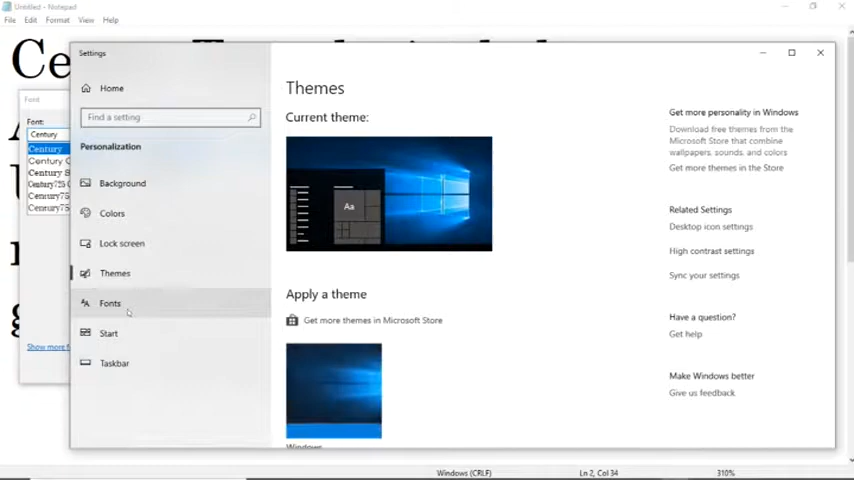 Untitled - Notepad
File Edit Format View Help
Ce
Settings
Font
Font:
Century
Century
Century S
Show more f
Home
Find a setting
Personalization
Background
Colors
Lock screen
Themes
Fonts
Start
Taskbar
Themes
Current theme:
Aa
Apply a theme
Get more themes in Microsoft Store
Windows
Get more personality in Windows
Download free themes from the
Microsoft Store that combine
wallpapers, sounds, and colors
Get more themes in the Store
Related Settings
Desktop icon settings
High contrast settings
Sync your settings
Have a question?
Get help
Make Windows better
Give us feedback
Windows (CRLF) Ln 2, Col 34 310%